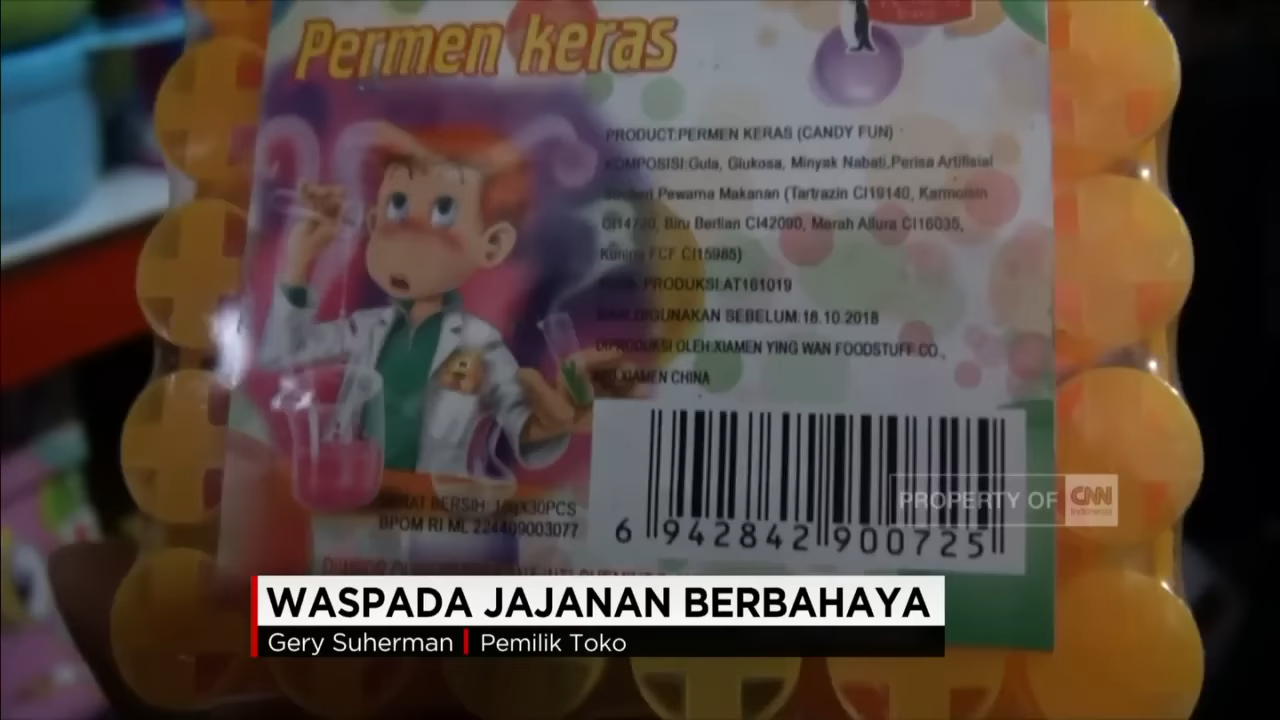 Permen keras
PRODUCT:PERMEN KERAS (CANDY FUN)
KOMPOSISI:Gula, Glukosa, Minyak Nabati,Perisa Artifisial
Pewarna Makanan (Tartrazin CI19140, Karmoisin
CI14720, Biru Berlian CI42090, Merah Allura CI16035,
Kuning FCF CI15985)
PRODUKSI:AT161019
DIGUNAKAN SEBELUM:18.10.2018
DIPRODUKSI OLEH:XIAMEN YING WAN FOODSTUFF CO.,
XIAMEN CHINA
BERAT BERSIH:
BPOM RI ML 224409003077
6 942842 900725
PROPERTY OF CNN Indonesia
WASPADA JAJANAN BERBAHAYA
Gery Suherman | Pemilik Toko